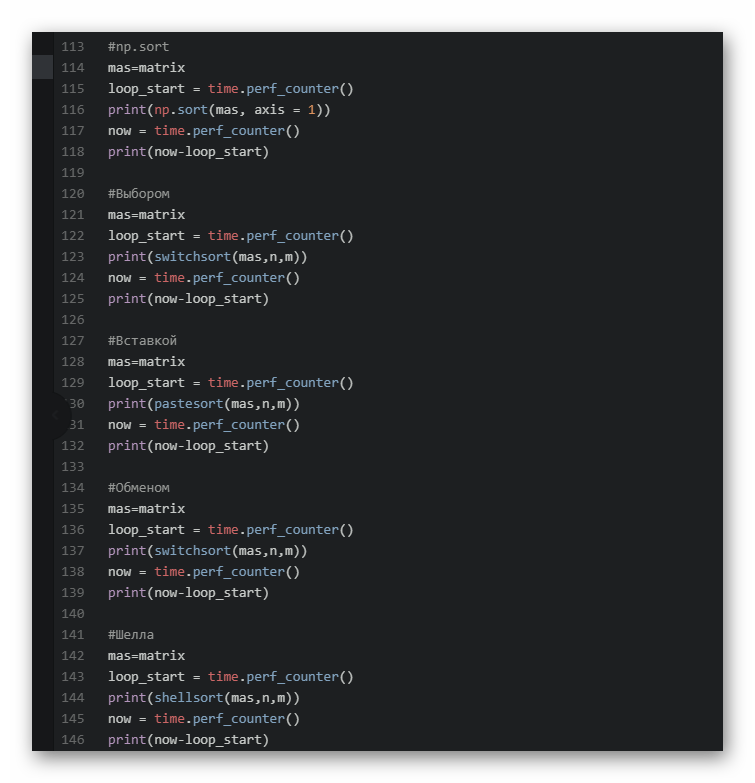 113 #np.sort
114 mas=matrix
115 loop_start = time.perf_counter()
116 print(np.sort(mas, axis = 1))
117 now = time.perf_counter()
118 print(now-loop_start)
119
120 #Выбором
121 mas=matrix
122 loop_start = time.perf_counter()
123 print(switchsort(mas,n,m))
124 now = time.perf_counter()
125 print(now-loop_start)
126
127 #Вставкой
128 mas=matrix
129 loop_start = time.perf_counter()
130 print(pastesort(mas,n,m))
131 now = time.perf_counter()
132 print(now-loop_start)
133
134 #Обменом
135 mas=matrix
136 loop_start = time.perf_counter()
137 print(switchsort(mas,n,m))
138 now = time.perf_counter()
139 print(now-loop_start)
140
141 #Шелла
142 mas=matrix
143 loop_start = time.perf_counter()
144 print(shellsort(mas,n,m))
145 now = time.perf_counter()
146 print(now-loop_start)